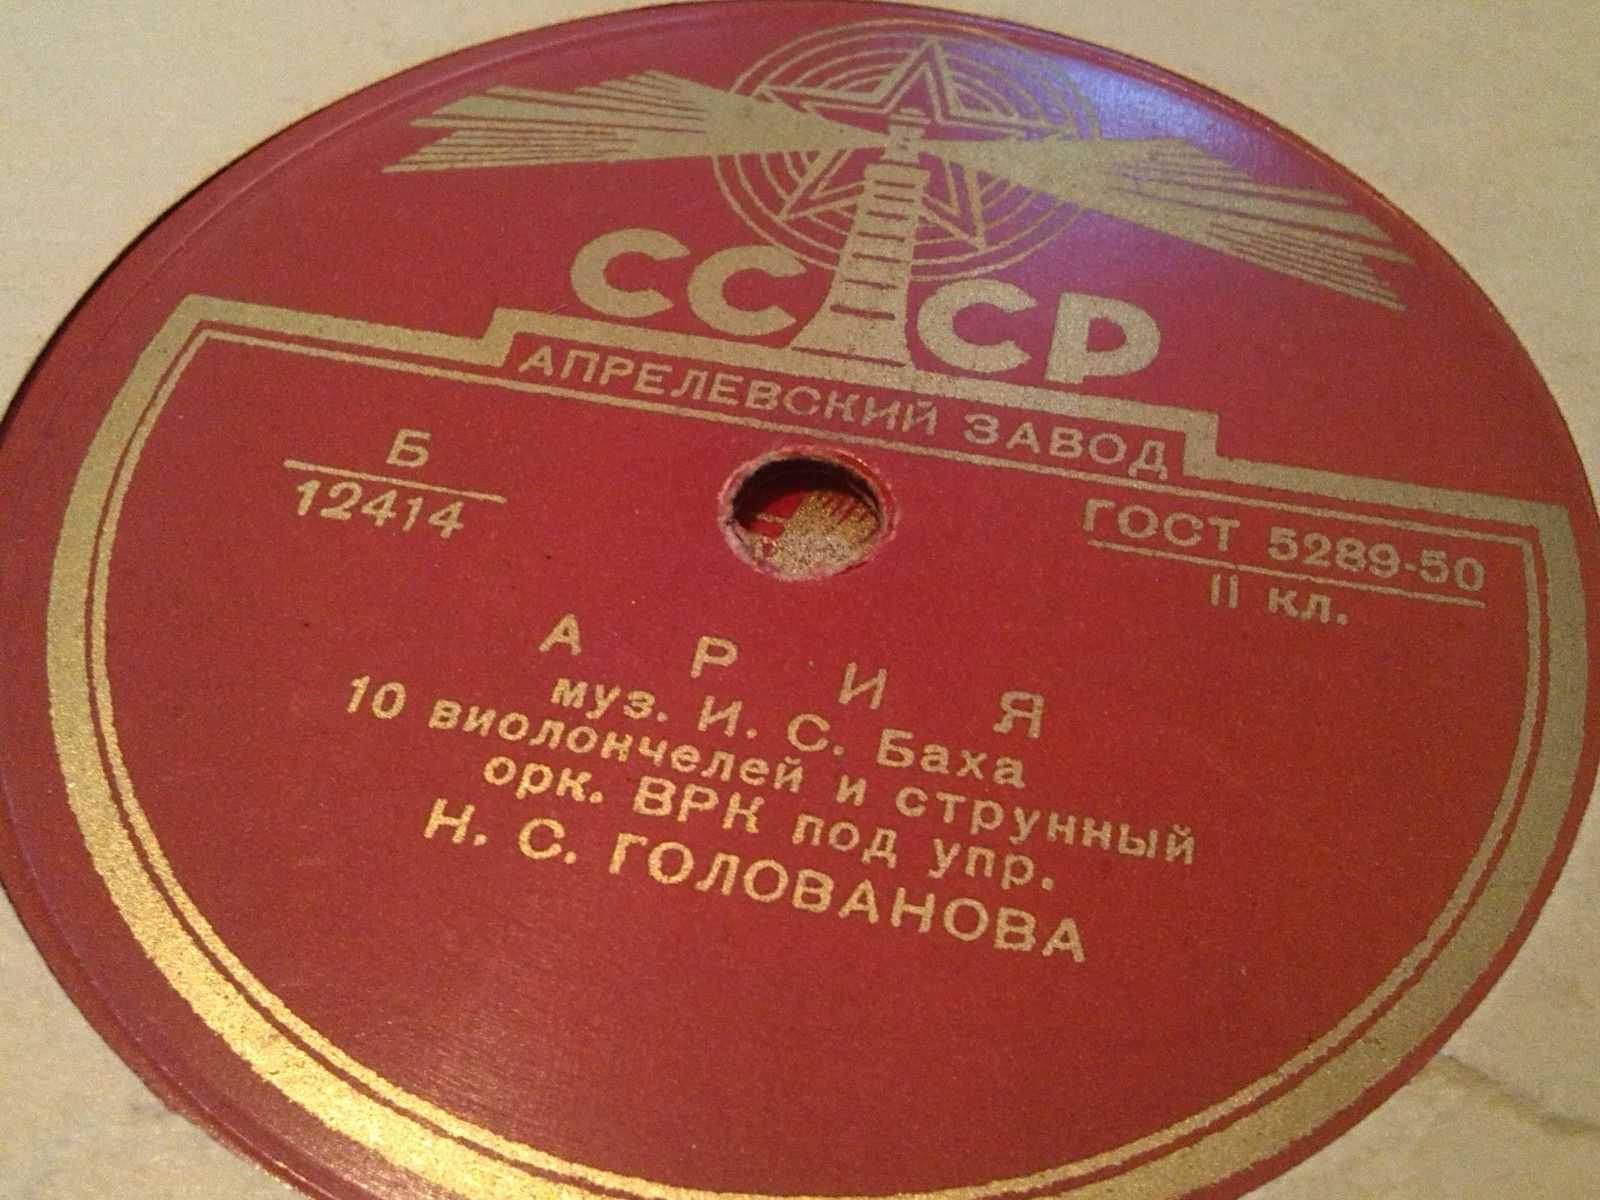 СССР
АПРЕЛЕВСКИЙ ЗАВОД
Б
12414
ГОСТ 5289-50
II кл.
АРИЯ
муз. И. С. Баха
10 виолончелей и струнный
орк. ВРК под упр.
Н. С. ГОЛОВАНОВА